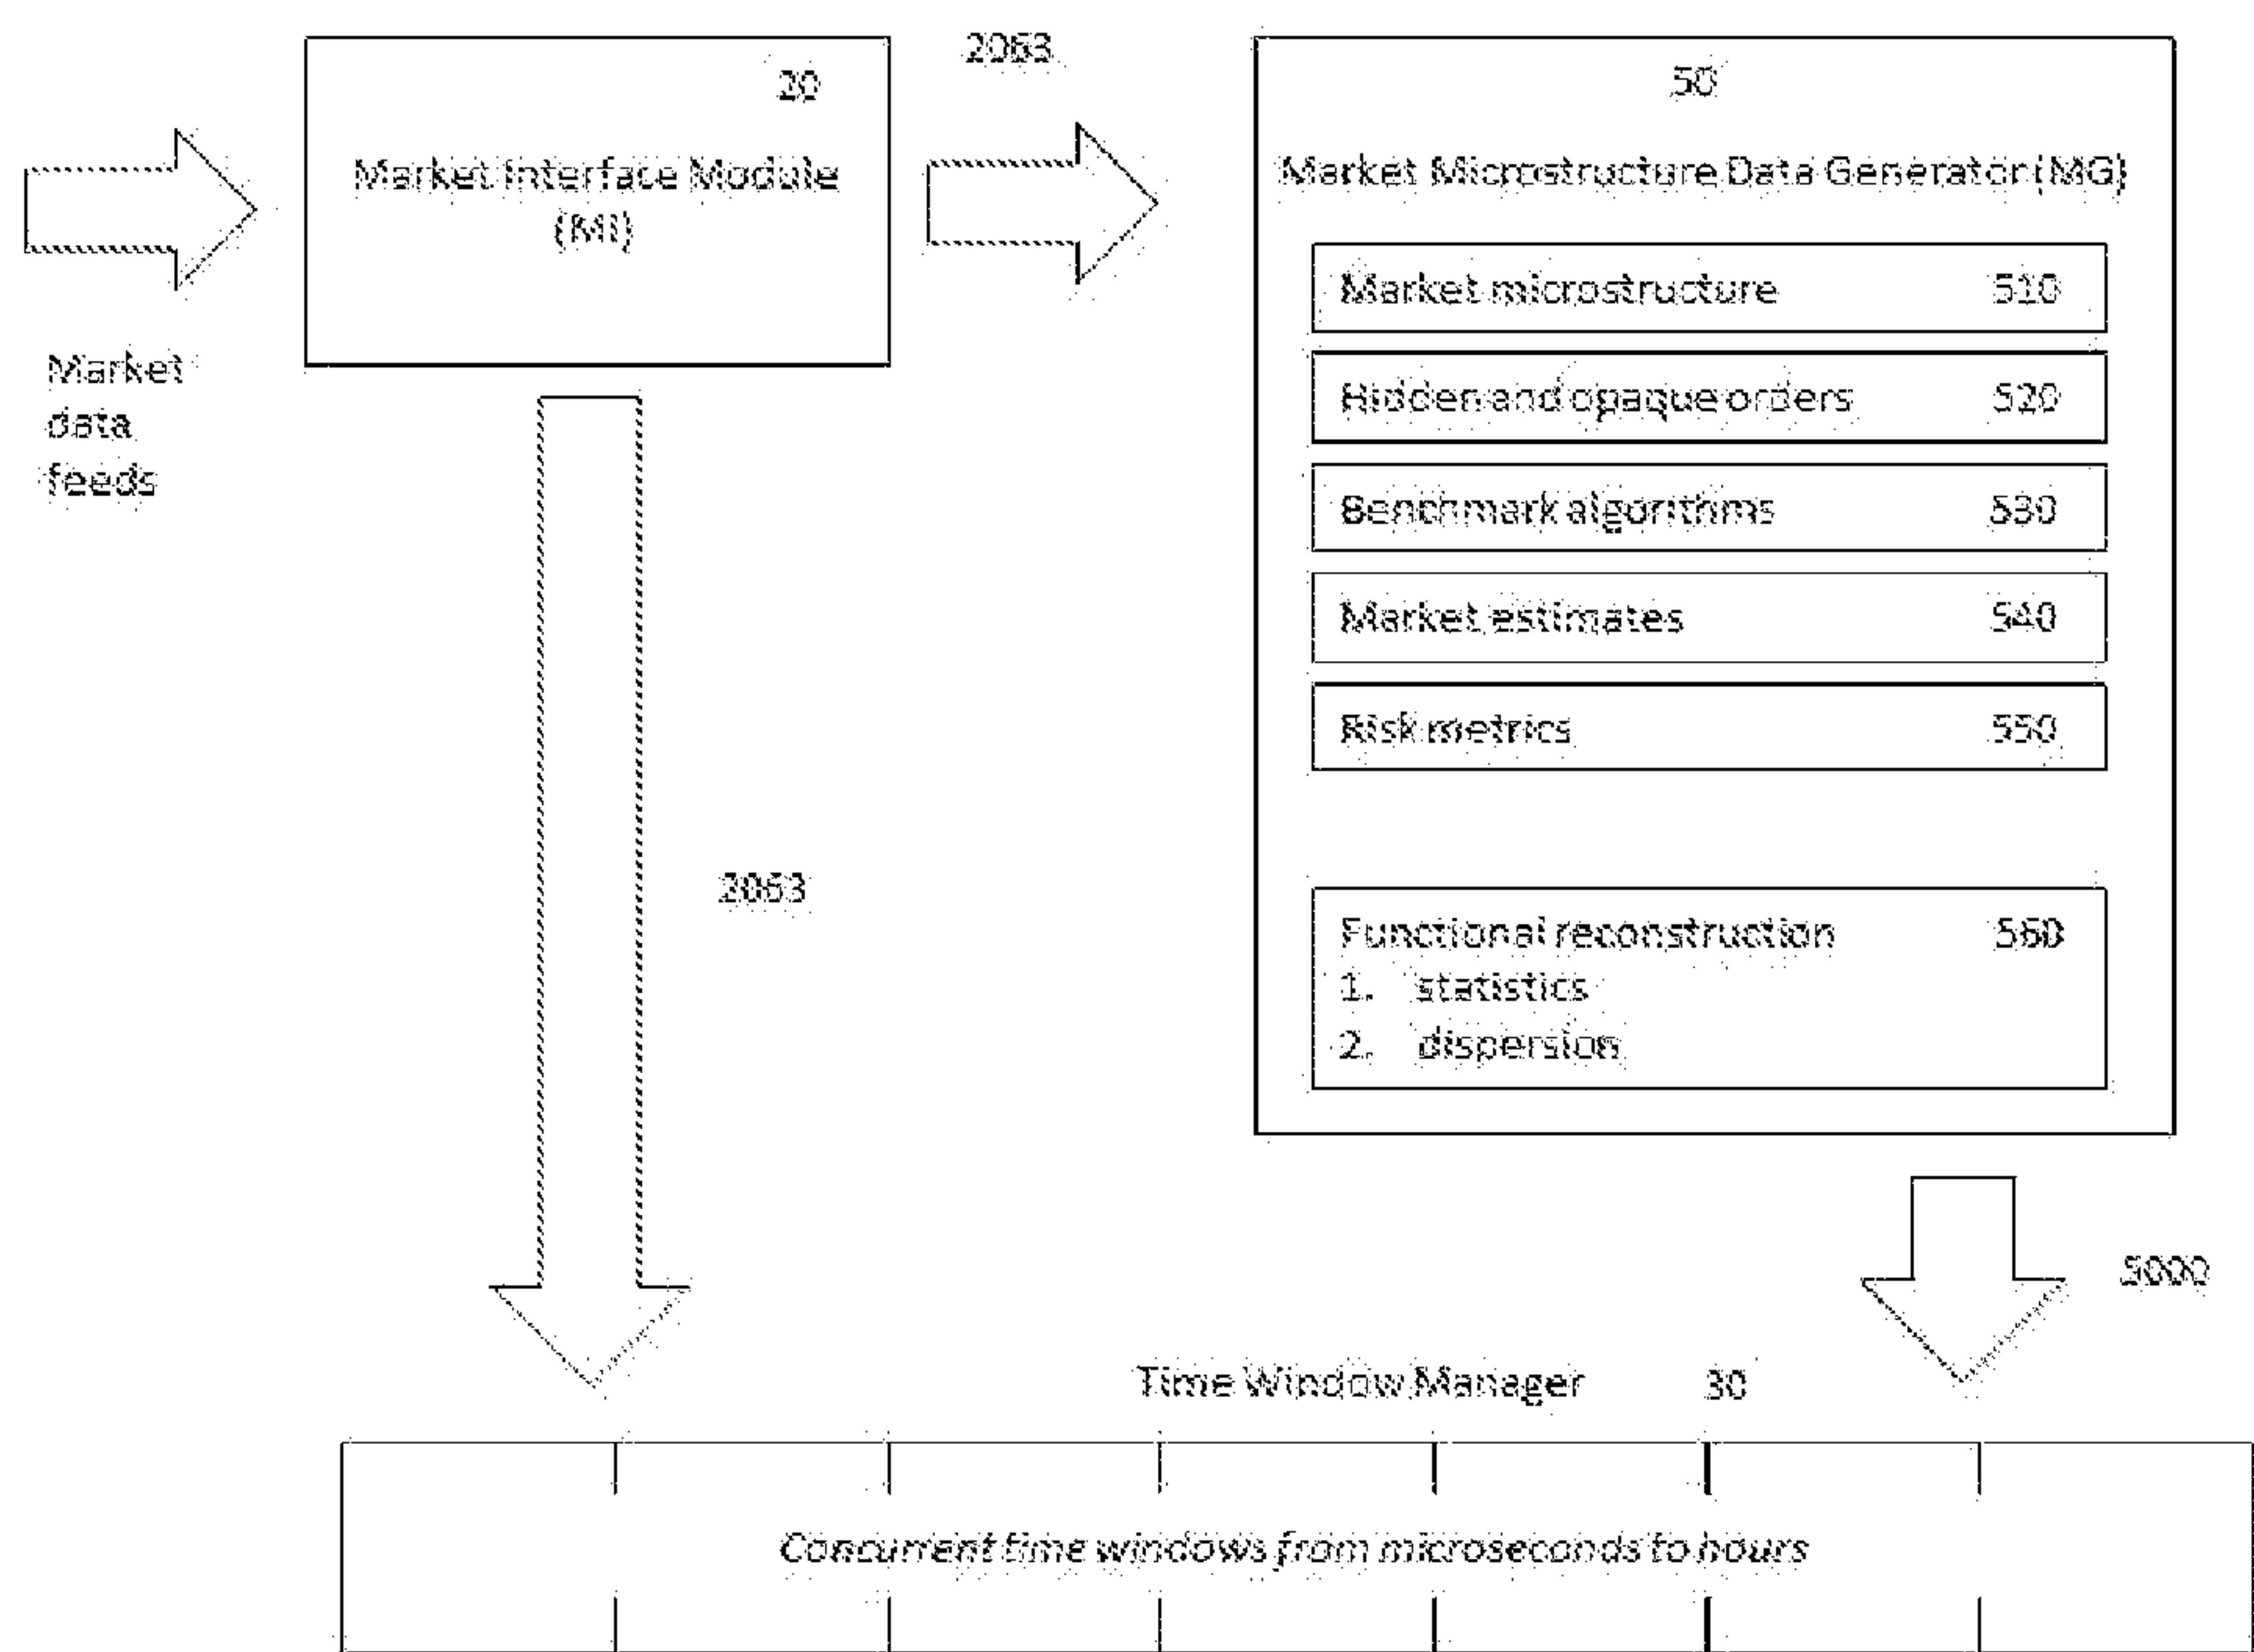 20
Market Interface Module
(MI)
2063
Market
data
feeds
50
Market Microstructure Data Generator (MG)
Market microstructure 510
Hidden and opaque orders 520
Benchmark algorithms 530
Market estimates 540
Risk metrics 550
Functional reconstruction 560
1. statistics
2. dispersion
2063
5000
Time Window Manager 30
Concurrent time windows from microseconds to hours